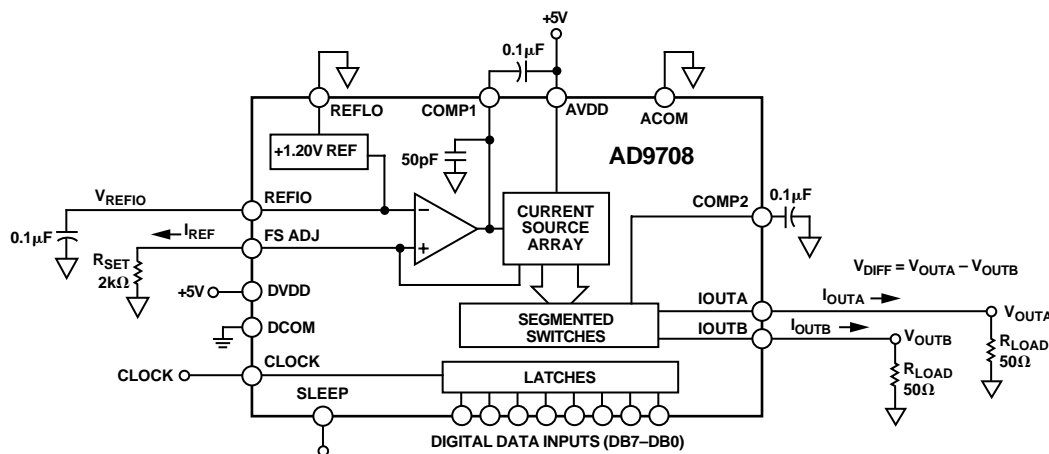 +5V
0.1µF
REFLO
COMP1
AVDD
ACOM
+1.20V REF
50pF
AD9708
VREFIO
REFIO
CURRENT
SOURCE
ARRAY
COMP2
0.1µF
0.1µF
IREF
FS ADJ
RSET
2kΩ
VDIFF = VOUTA – VOUTB
+5V
DVDD
DCOM
SEGMENTED
SWITCHES
IOUTA
IOUTA
VOUTA
IOUTB
IOUTB
VOUTB
RLOAD
50Ω
RLOAD
50Ω
CLOCK
CLOCK
LATCHES
SLEEP
DIGITAL DATA INPUTS (DB7–DB0)